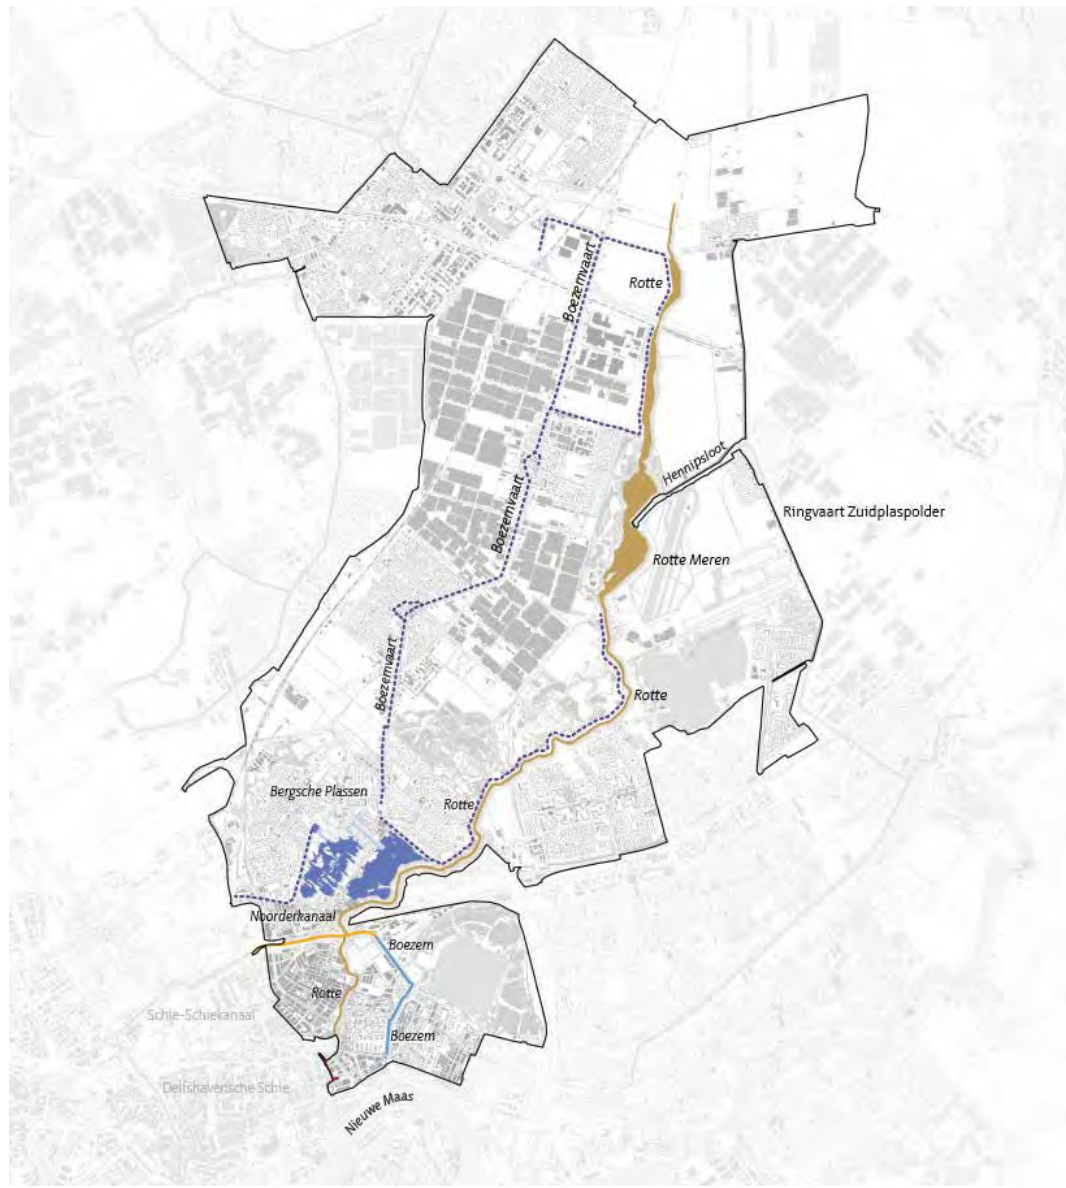 Boezemvaart
Rotte
Hennipsloot
Boezemvaart
Ringvaart Zuidplaspolder
Rotte Meren
Boezemvaart
Rotte
Bergsche Plassen
Rotte
Noorderkanaal
Boezem
Rotte
Schie-Schiekanaal
Boezem
Delfshavensche Schie
Nieuwe Maas